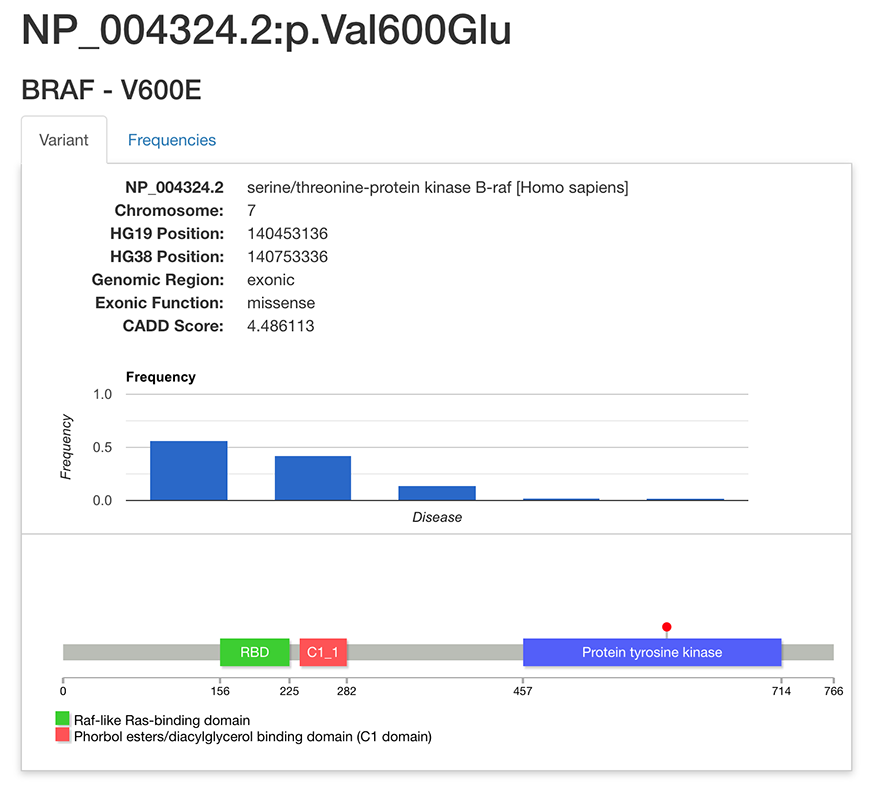 NP_004324.2:p.Val600Glu
BRAF - V600E
Variant Frequencies
NP_004324.2 serine/threonine-protein kinase B-raf [Homo sapiens]
Chromosome: 7
HG19 Position: 140453136
HG38 Position: 140753336
Genomic Region: exonic
Exonic Function: missense
CADD Score: 4.486113
Frequency
1.0
0.5
0.0
Frequency
Disease
RBD C1_1 Protein tyrosine kinase
0 156 225 282 457 714 766
Raf-like Ras-binding domain
Phorbol esters/diacylglycerol binding domain (C1 domain)